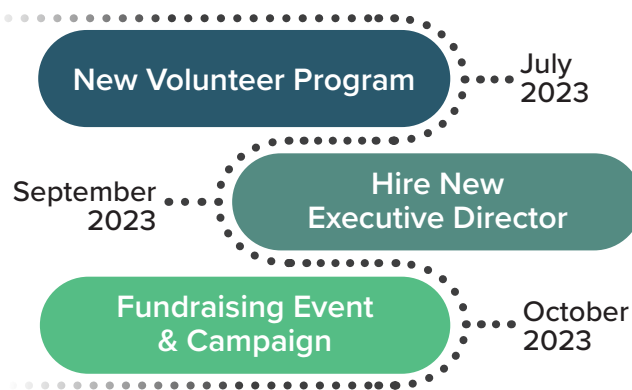 New Volunteer Program
July
2023
September
2023
Hire New
Executive Director
Fundraising Event
& Campaign
October
2023